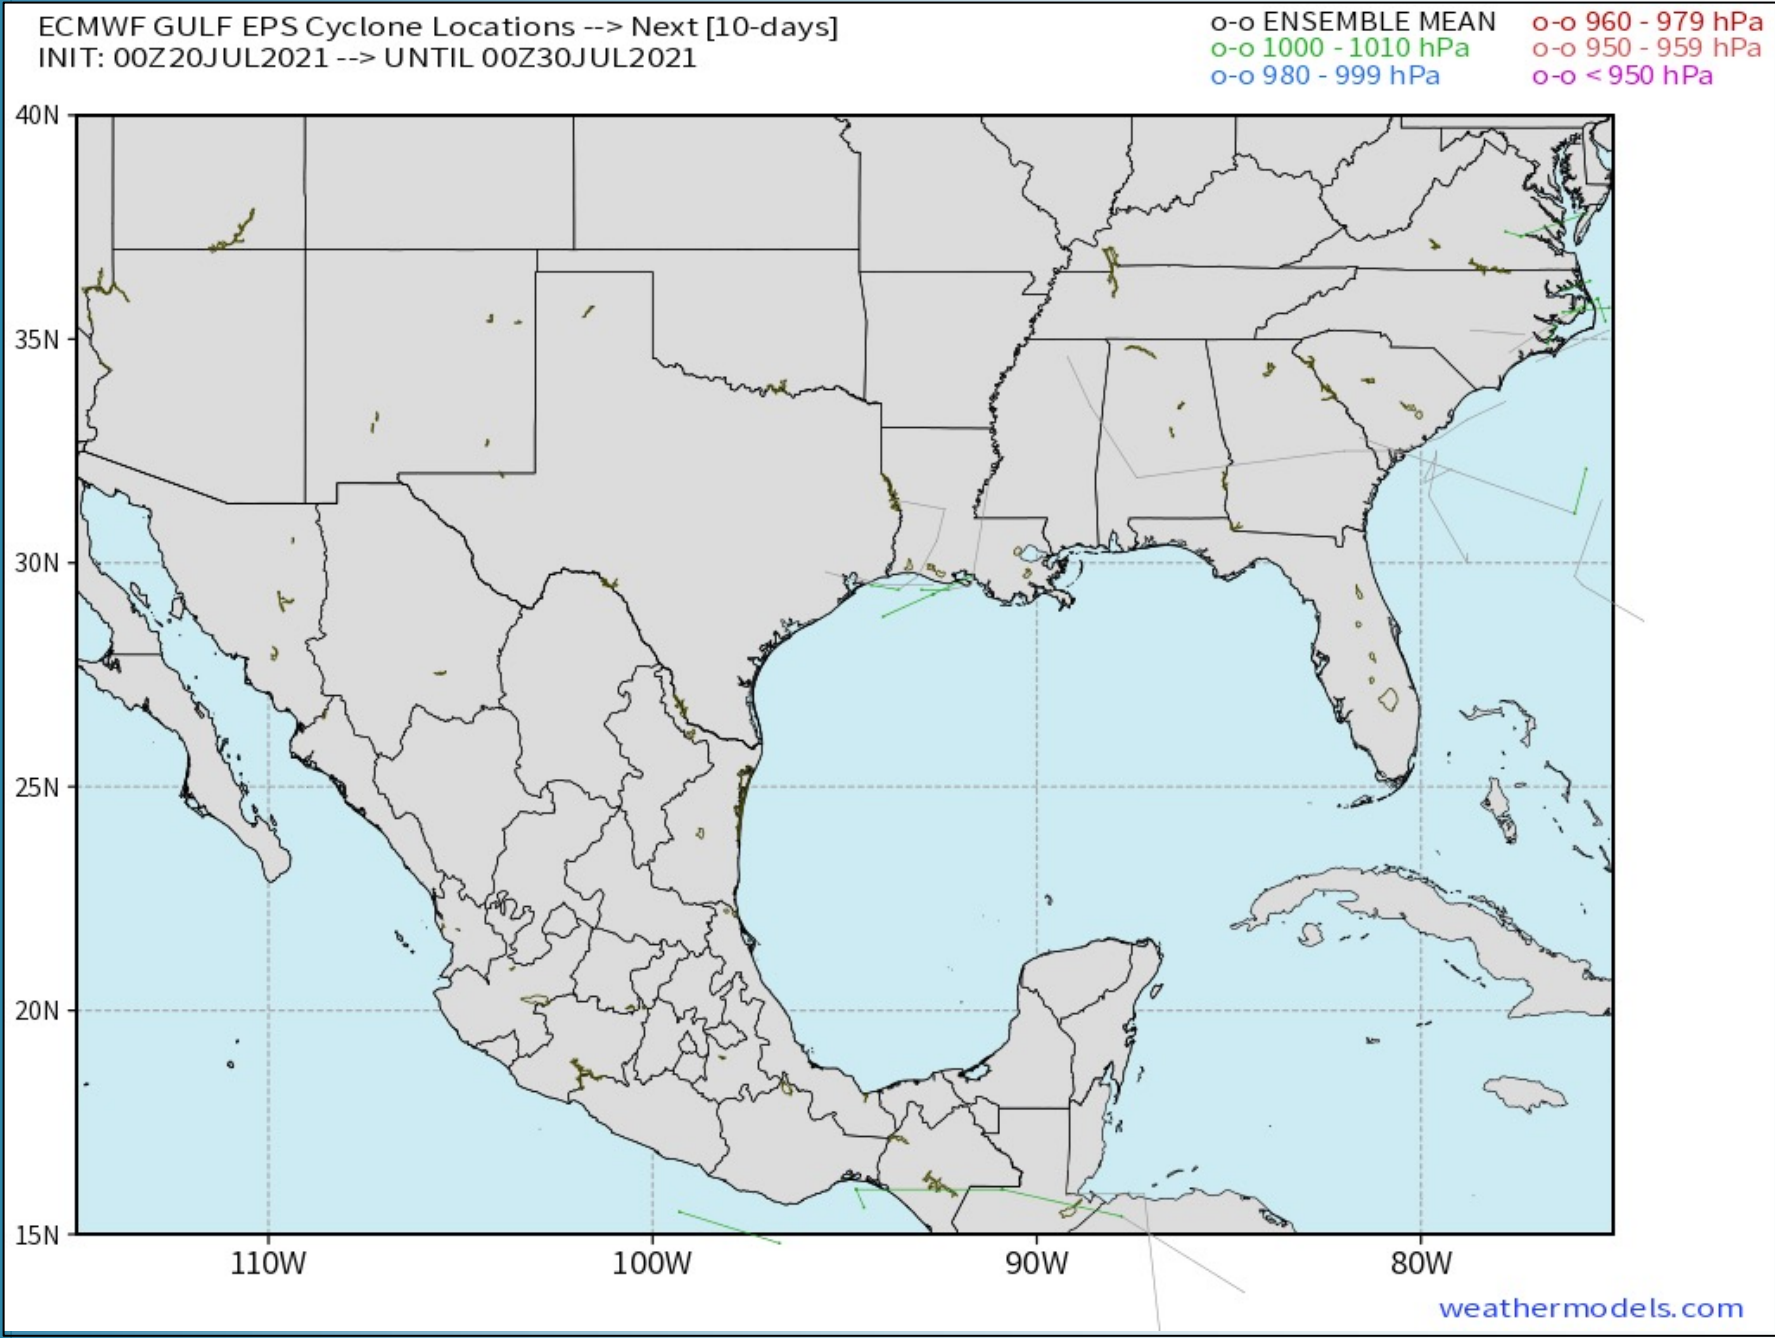 ECMWF GULF EPS Cyclone Locations --> Next [10-days]
INIT: 00Z20JUL2021 --> UNTIL 00Z30JUL2021
o-o ENSEMBLE MEAN
o-o 1000 - 1010 hPa
o-o 980 - 999 hPa
o-o 960 - 979 hPa
o-o 950 - 959 hPa
o-o < 950 hPa
40N
35N
30N
25N
20N
15N
110W
100W
90W
80W
weathermodels.com